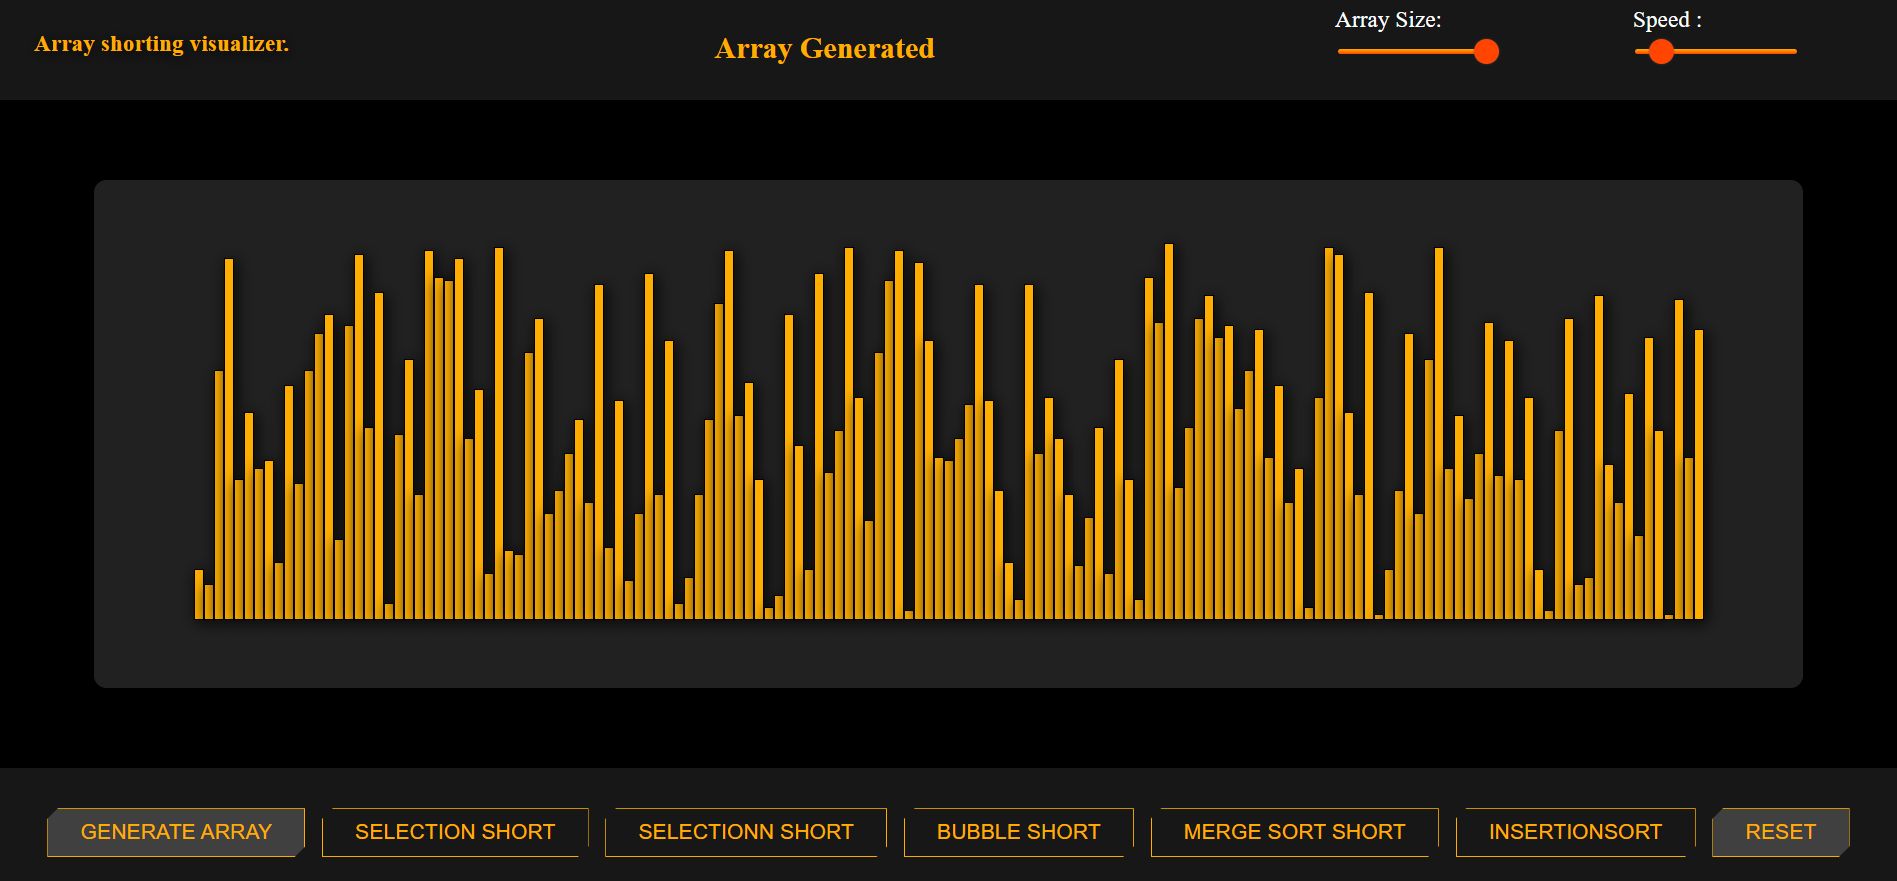 Array shorting visualizer.
Array Generated
Array Size:
Speed :
GENERATE ARRAY
SELECTION SHORT
SELECTIONN SHORT
BUBBLE SHORT
MERGE SORT SHORT
INSERTIONSORT
RESET